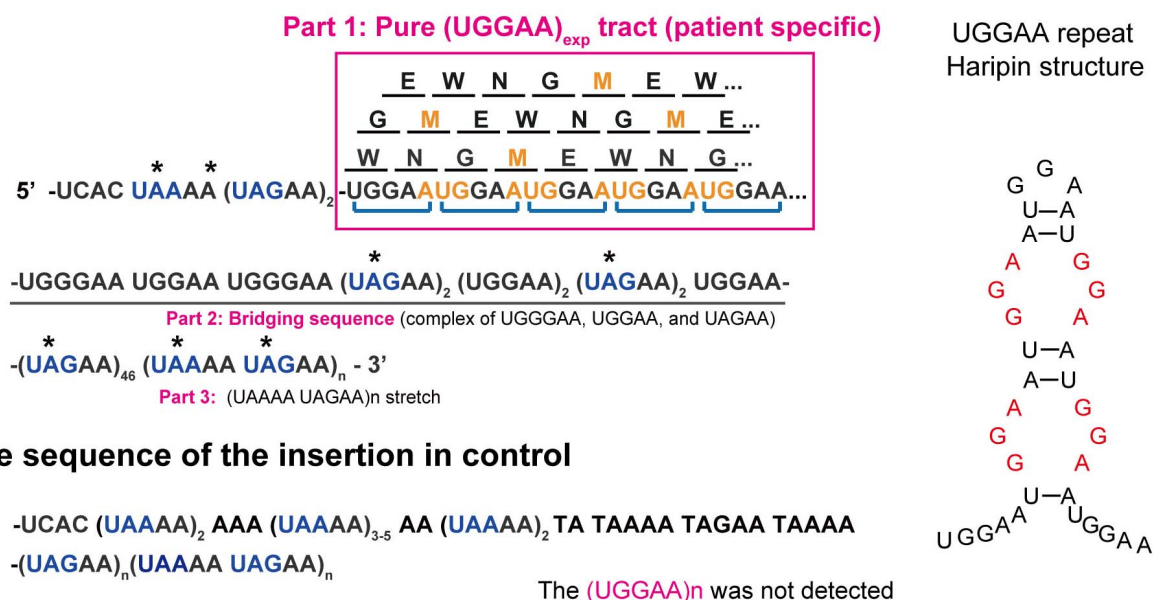 Part 1: Pure (UGGAA)exp tract (patient specific)
E W N G M E W...
G M E W N G M E...
W N G M E W N G...
* *
5' -UCAC UAAAA (UAGAA)2-UGGAAUGGAAUGGAAUGGAAUGGAA...
* *
-UGGGAA UGGAA UGGGAA (UAGAA)2 (UGGAA)2 (UAGAA)2 UGGAA-
Part 2: Bridging sequence (complex of UGGGAA, UGGAA, and UAGAA)
* * *
-(UAGAA)46 (UAAAA UAGAA)n - 3'
Part 3: (UAAAA UAGAA)n stretch
e sequence of the insertion in control
-UCAC (UAAAA)2 AAA (UAAAA)3-5 AA (UAAAA)2 TA TAAAA TAGAA TAAAA
-(UAGAA)n(UAAAA UAGAA)n
The (UGGAA)n was not detected
UGGAA repeat
Haripin structure
G
G A
U–A
A–U
A G
G G
G A
U–A
A–U
A G
G G
G A
U–A
UGGAA UGGAA